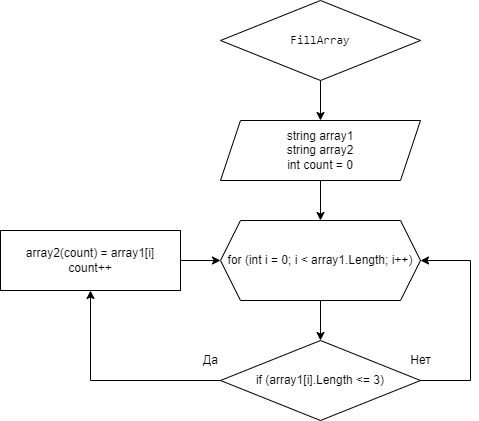 FillArray
string array1
string array2
int count = 0
for (int i = 0; i < array1.Length; i++)
array2(count) = array1[i]
count++
Да
Нет
if (array1[i].Length <= 3)